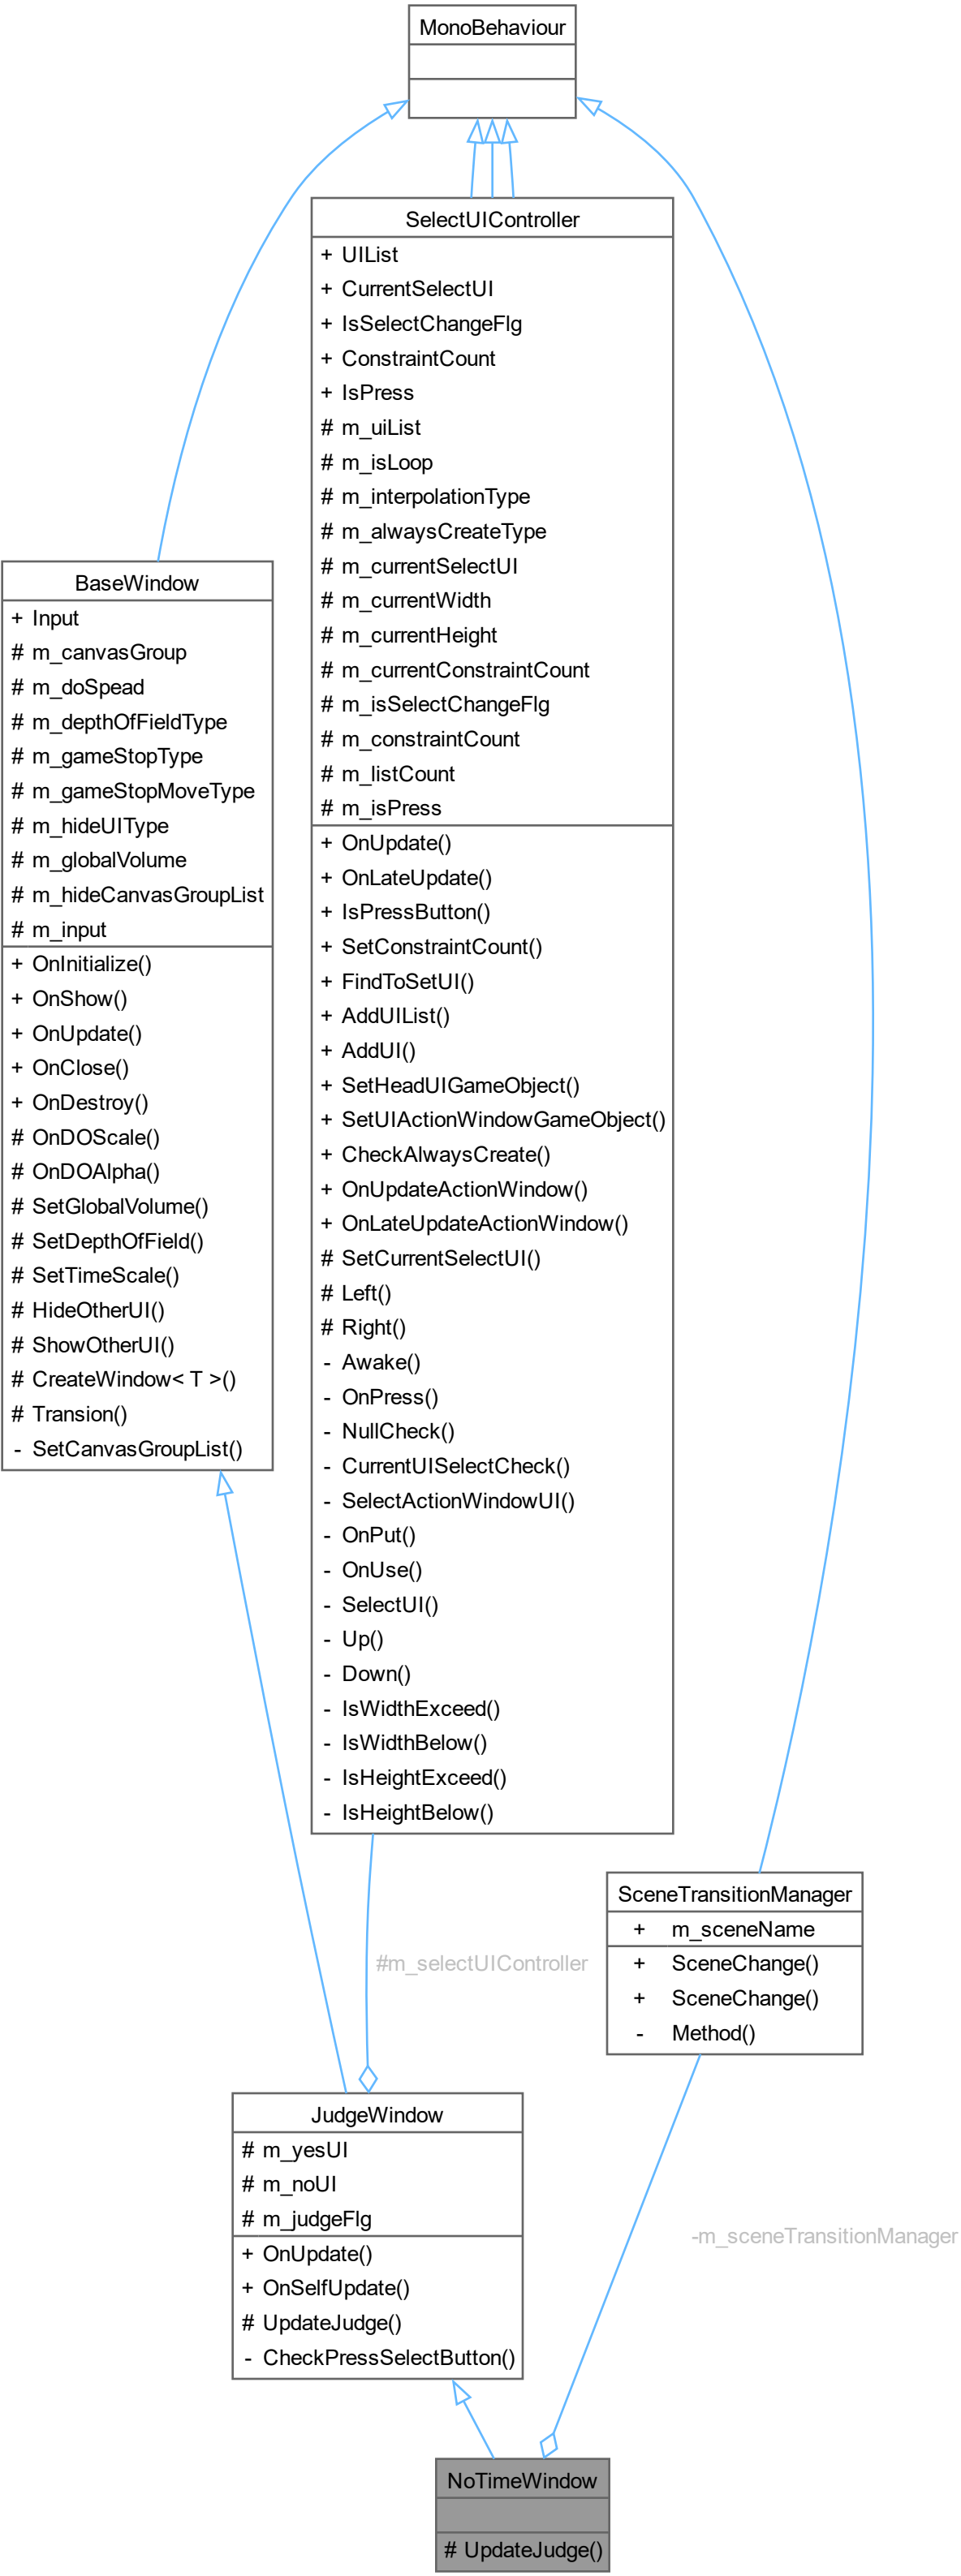 MonoBehaviour
SelectUIController
+ UIList
+ CurrentSelectUI
+ IsSelectChangeFlg
+ ConstraintCount
+ IsPress
# m_uiList
# m_isLoop
# m_interpolationType
# m_alwaysCreateType
# m_currentSelectUI
# m_currentWidth
# m_currentHeight
# m_currentConstraintCount
# m_isSelectChangeFlg
# m_constraintCount
# m_listCount
# m_isPress
+ OnUpdate()
+ OnLateUpdate()
+ IsPressButton()
+ SetConstraintCount()
+ FindToSetUI()
+ AddUIList()
+ AddUI()
+ SetHeadUIGameObject()
+ SetUIActionWindowGameObject()
+ CheckAlwaysCreate()
+ OnUpdateActionWindow()
+ OnLateUpdateActionWindow()
# SetCurrentSelectUI()
# Left()
# Right()
- Awake()
- OnPress()
- NullCheck()
- CurrentUISelectCheck()
- SelectActionWindowUI()
- OnPut()
- OnUse()
- SelectUI()
- Up()
- Down()
- IsWidthExceed()
- IsWidthBelow()
- IsHeightExceed()
- IsHeightBelow()
BaseWindow
+ Input
# m_canvasGroup
# m_doSpead
# m_depthOfFieldType
# m_gameStopType
# m_gameStopMoveType
# m_hideUIType
# m_globalVolume
# m_hideCanvasGroupList
# m_input
+ OnInitialize()
+ OnShow()
+ OnUpdate()
+ OnClose()
+ OnDestroy()
# OnDOScale()
# OnDOAlpha()
# SetGlobalVolume()
# SetDepthOfField()
# SetTimeScale()
# HideOtherUI()
# ShowOtherUI()
# CreateWindow< T >()
# Transion()
- SetCanvasGroupList()
SceneTransitionManager
+ m_sceneName
+ SceneChange()
+ SceneChange()
- Method()
#m_selectUIController
JudgeWindow
# m_yesUI
# m_noUI
# m_judgeFlg
+ OnUpdate()
+ OnSelfUpdate()
# UpdateJudge()
- CheckPressSelectButton()
-m_sceneTransitionManager
NoTimeWindow
# UpdateJudge()